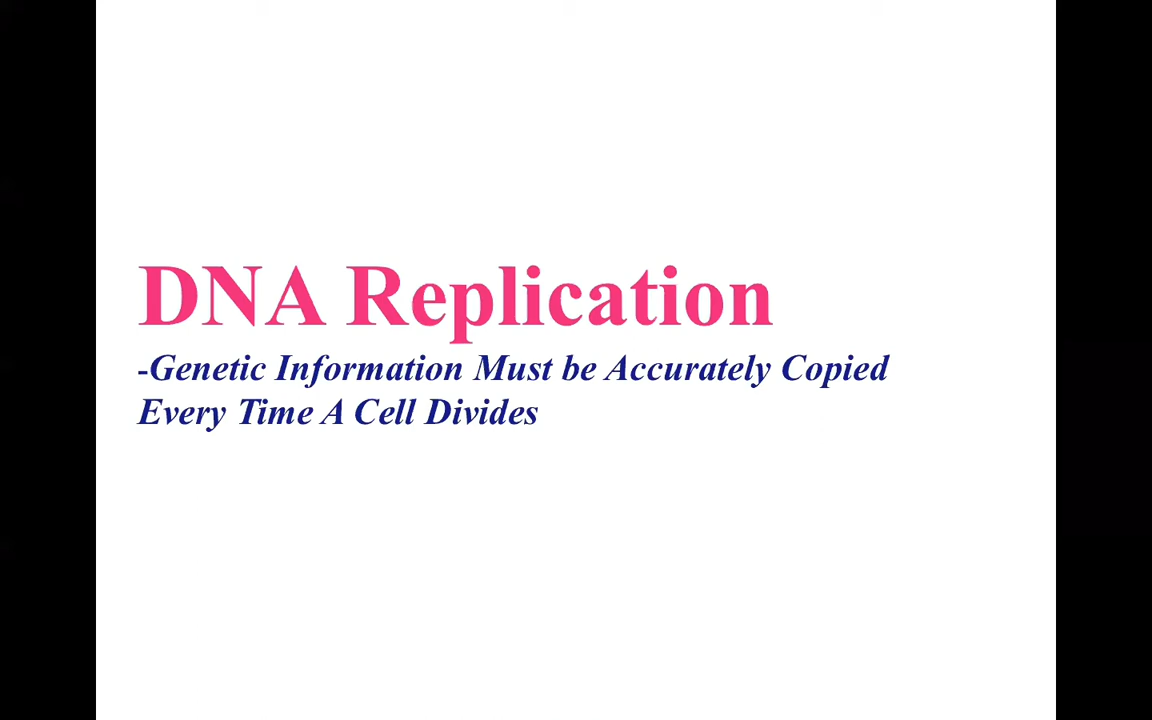 DNA Replication
-Genetic Information Must be Accurately Copied
Every Time A Cell Divides